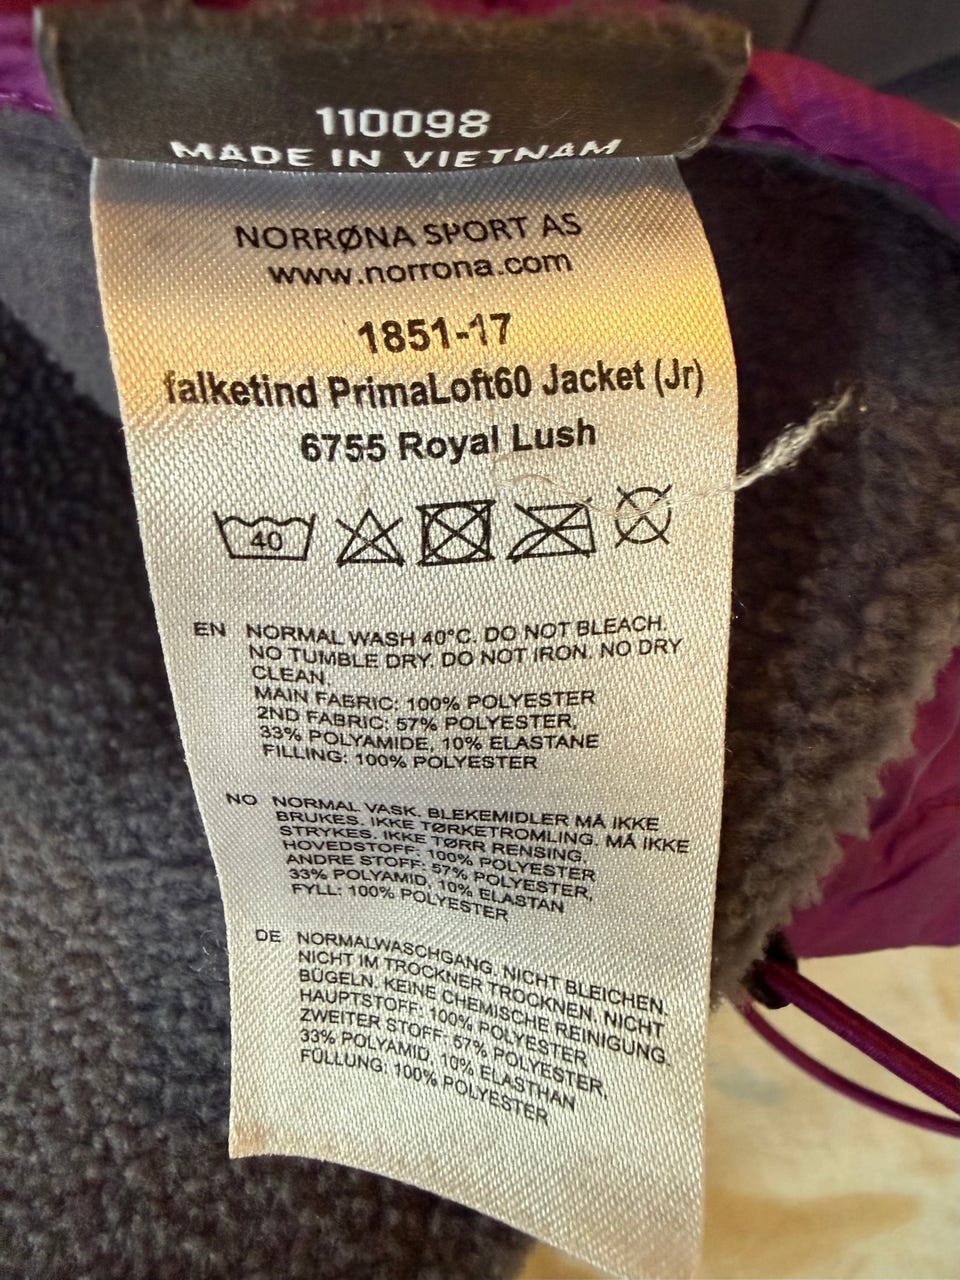 110098
MADE IN VIETNAM
NORRØNA SPORT AS
www.norrona.com
1851-17
falketind PrimaLoft60 Jacket (Jr)
6755 Royal Lush
40
EN NORMAL WASH 40°C. DO NOT BLEACH.
NO TUMBLE DRY. DO NOT IRON. NO DRY
CLEAN.
MAIN FABRIC: 100% POLYESTER
2ND FABRIC: 57% POLYESTER,
33% POLYAMIDE, 10% ELASTANE
FILLING: 100% POLYESTER
NO NORMAL VASK. BLEKEMIDLER MÅ IKKE
BRUKES. IKKE TØRKETROMLING. MÅ IKKE
STRYKES. IKKE TØRR RENSING.
HOVEDSTOFF: 100% POLYESTER
ANDRE STOFF: 57% POLYESTER,
33% POLYAMID, 10% ELASTAN
FYLL: 100% POLYESTER
DE NORMALWASCHGANG. NICHT BLEICHEN.
NICHT IM TROCKNER TROCKNEN. NICHT
BÜGELN. KEINE CHEMISCHE REINIGUNG.
HAUPTSTOFF: 100% POLYESTER
ZWEITER STOFF: 57% POLYESTER,
33% POLYAMID, 10% ELASTHAN
FÜLLUNG: 100% POLYESTER